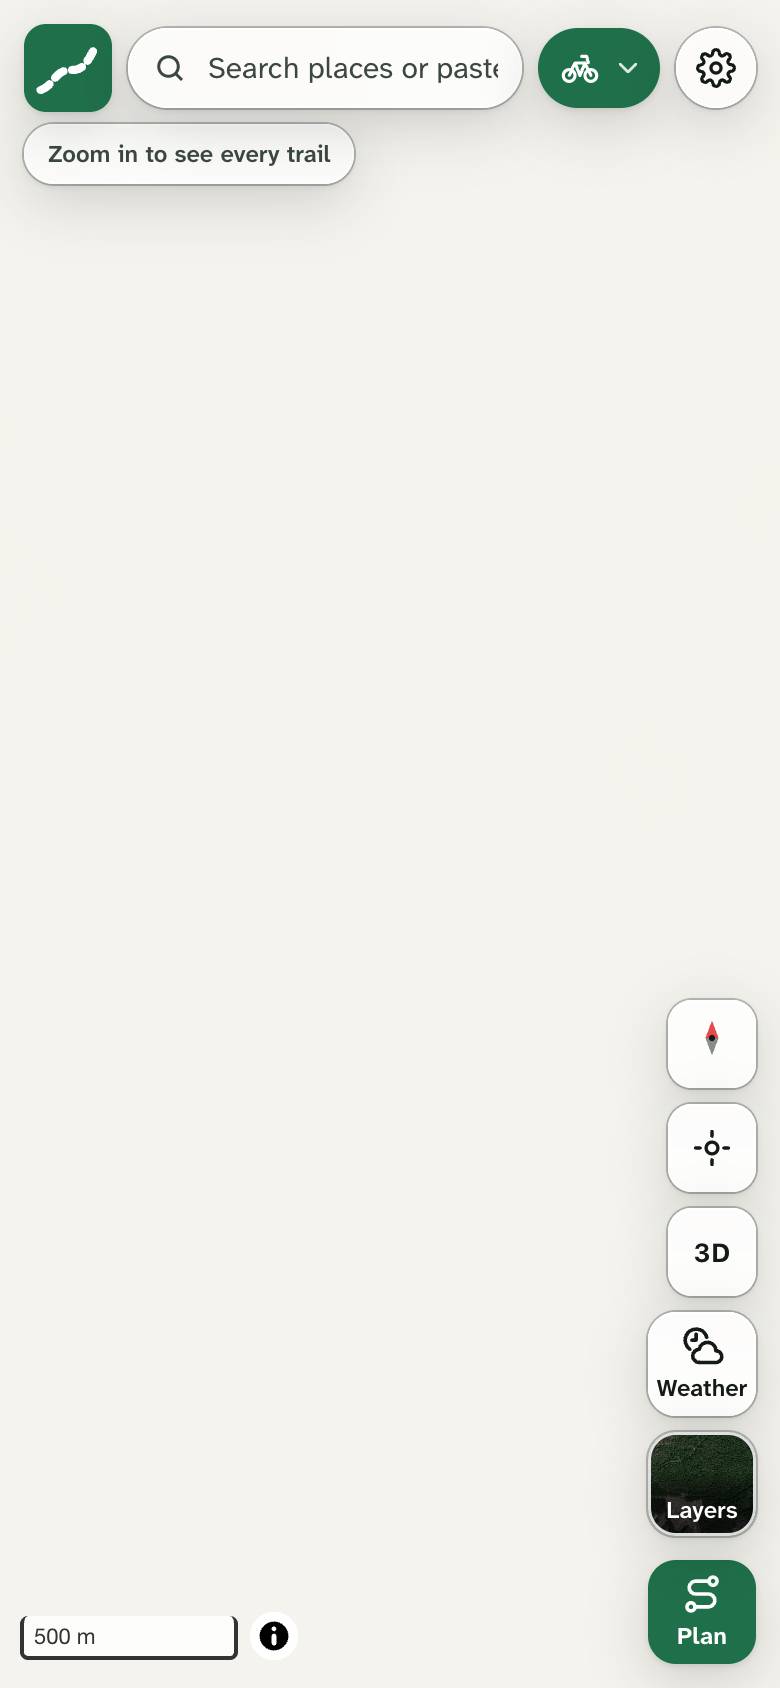 Search places or paste
Zoom in to see every trail
3D
Weather
Layers
Plan
500 m